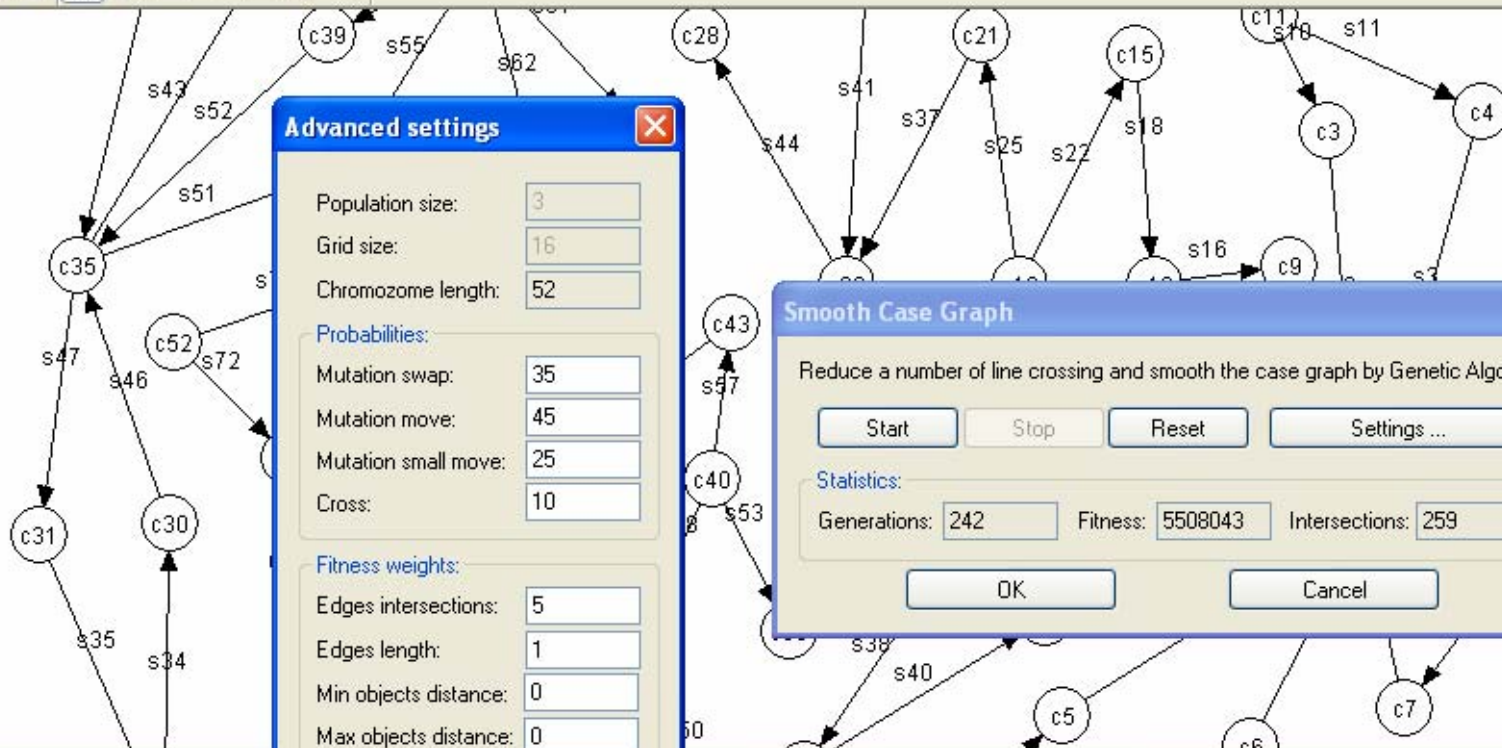 c39
s55
s62
c28
s41
c21
c15
c11
s10
s11
s43
s52
s44
s37
s25
s22
s18
c3
c4
s51
c35
s16
c9
s3
Advanced settings
Population size: 3
Grid size: 16
Chromozome length: 52
Probabilities:
Mutation swap: 35
Mutation move: 45
Mutation small move: 25
Cross: 10
Fitness weights:
Edges intersections: 5
Edges length: 1
Min objects distance: 0
Max objects distance: 0
Smooth Case Graph
Reduce a number of line crossing and smooth the case graph by Genetic Algo
Start
Stop
Reset
Settings ...
Statistics:
Generations: 242
Fitness: 5508043
Intersections: 259
OK
Cancel
c52
s72
s47
s46
c43
s57
c40
s53
c31
c30
s35
s34
s38
s40
c5
c7
c6